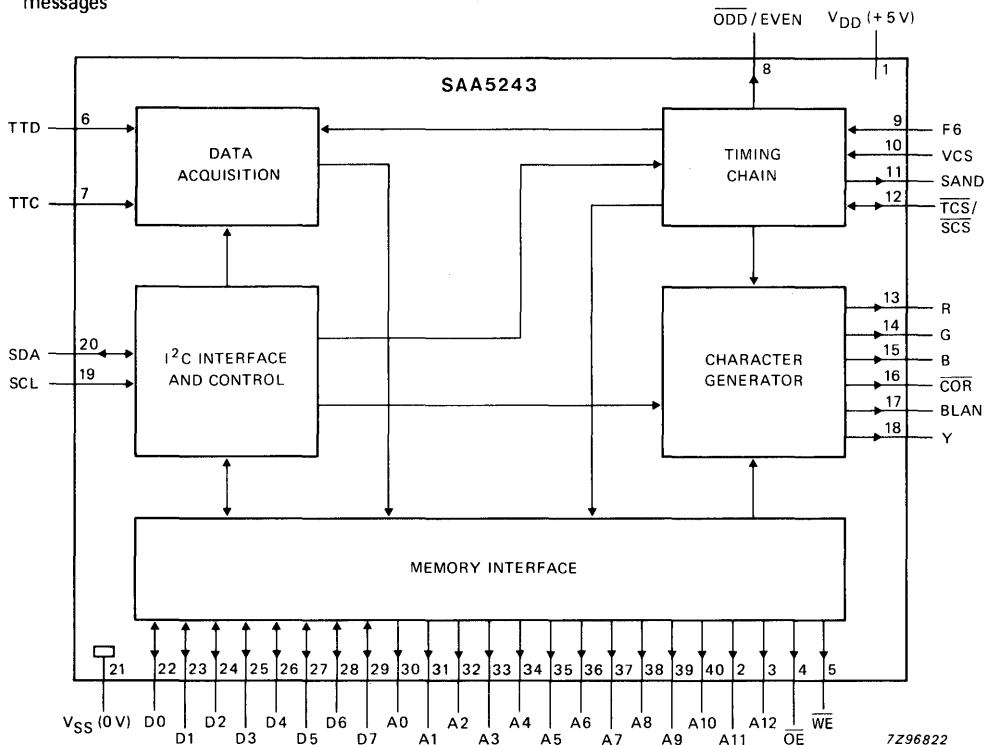 messages
ODD/EVEN
VDD (+5 V)
8
1
SAA5243
TTD
6
DATA
ACQUISITION
TIMING
CHAIN
9
F6
10
VCS
11
SAND
12
TCS/
SCS
TTC
7
SDA
20
SCL
19
I²C INTERFACE
AND CONTROL
CHARACTER
GENERATOR
13
R
14
G
15
B
16
COR
17
BLAN
18
Y
MEMORY INTERFACE
21 22 23 24 25 26 27 28 29 30 31 32 33 34 35 36 37 38 39 40 2 3 4 5
VSS (0 V) D0 D2 D4 D6 A0 A2 A4 A6 A8 A10 A12 WE
D1 D3 D5 D7 A1 A3 A5 A7 A9 A11 OE
7Z96822